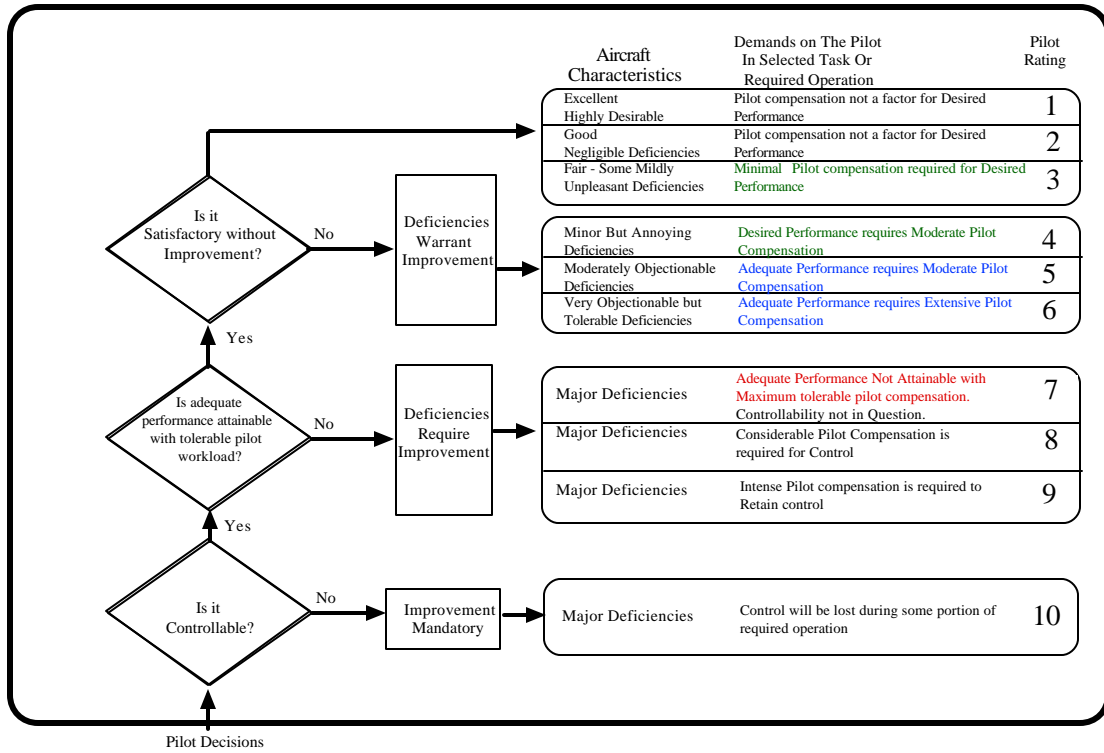 Aircraft
Characteristics
Demands on The Pilot
In Selected Task Or
Required Operation
Pilot
Rating
Excellent
Highly Desirable
Pilot compensation not a factor for Desired
Performance
1
Good
Negligible Deficiencies
Pilot compensation not a factor for Desired
Performance
2
Fair - Some Mildly
Unpleasant Deficiencies
Minimal Pilot compensation required for Desired
Performance
3
Is it
Satisfactory without
Improvement?
No
Deficiencies
Warrant
Improvement
Minor But Annoying
Deficiencies
Desired Performance requires Moderate Pilot
Compensation
4
Moderately Objectionable
Deficiencies
Adequate Performance requires Moderate Pilot
Compensation
5
Very Objectionable but
Tolerable Deficiencies
Adequate Performance requires Extensive Pilot
Compensation
6
Yes
Is adequate
performance attainable
with tolerable pilot
workload?
No
Deficiencies
Require
Improvement
Major Deficiencies
Adequate Performance Not Attainable with
Maximum tolerable pilot compensation.
Controllability not in Question.
7
Major Deficiencies
Considerable Pilot Compensation is
required for Control
8
Major Deficiencies
Intense Pilot compensation is required to
Retain control
9
Yes
Is it
Controllable?
No
Improvement
Mandatory
Major Deficiencies
Control will be lost during some portion of
required operation
10
Pilot Decisions